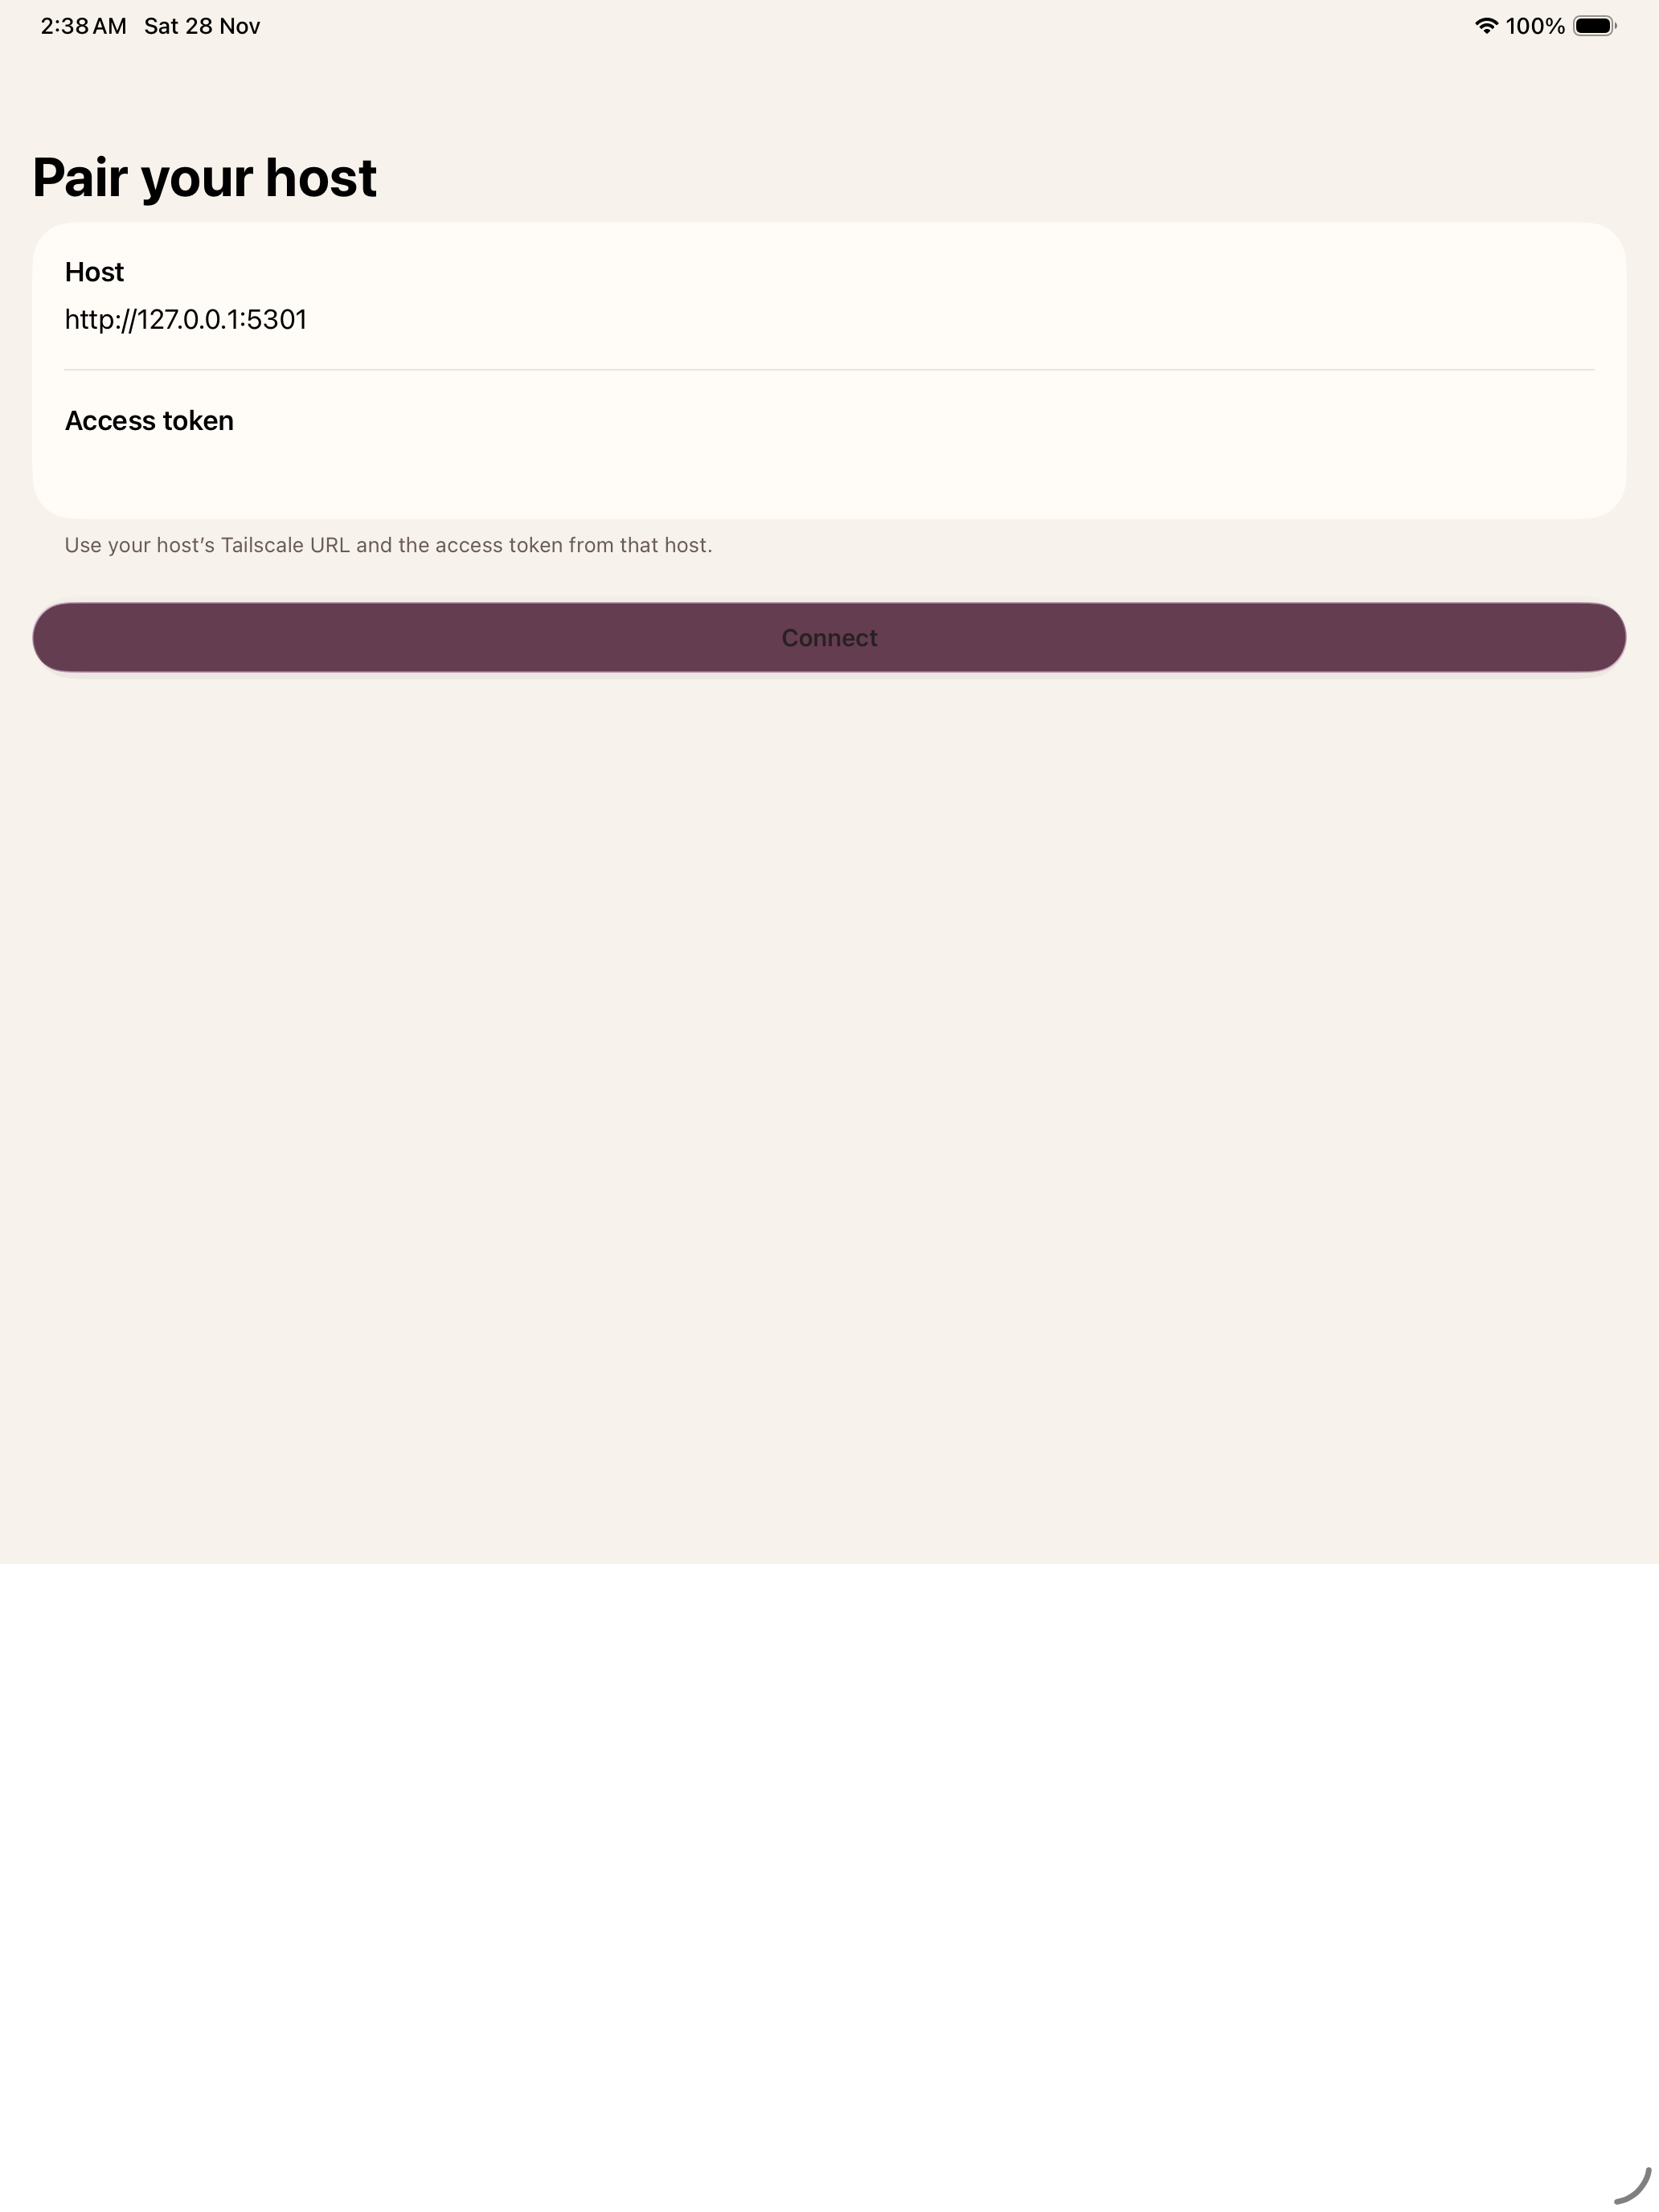 2:38 AM Sat 28 Nov 100%
Pair your host
Host
http://127.0.0.1:5301
Access token
Use your host’s Tailscale URL and the access token from that host.
Connect